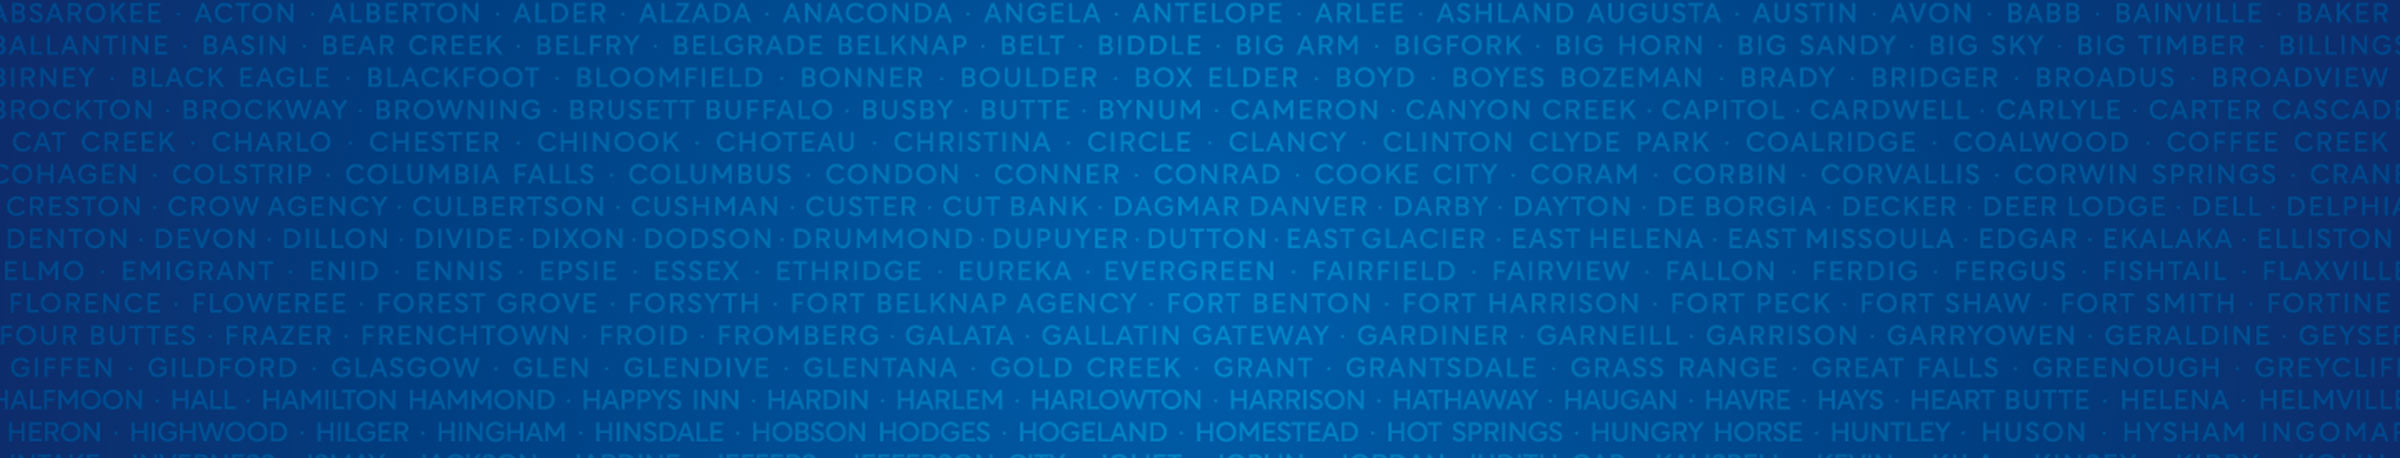 ABSAROKEE · ACTON · ALBERTON · ALDER · ALZADA · ANACONDA · ANGELA · ANTELOPE · ARLEE · ASHLAND AUGUSTA · AUSTIN · AVON · BABB · BAINVILLE · BAKER
BALLANTINE · BASIN · BEAR CREEK · BELFRY · BELGRADE BELKNAP · BELT · BIDDLE · BIG ARM · BIGFORK · BIG HORN · BIG SANDY · BIG SKY · BIG TIMBER · BILLINGS
BIRNEY · BLACK EAGLE · BLACKFOOT · BLOOMFIELD · BONNER · BOULDER · BOX ELDER · BOYD · BOYES BOZEMAN · BRADY · BRIDGER · BROADUS · BROADVIEW
BROCKTON · BROCKWAY · BROWNING · BRUSETT BUFFALO · BUSBY · BUTTE · BYNUM · CAMERON · CANYON CREEK · CAPITOL · CARDWELL · CARLYLE · CARTER CASCAD
CAT CREEK · CHARLO · CHESTER · CHINOOK · CHOTEAU · CHRISTINA · CIRCLE · CLANCY · CLINTON CLYDE PARK · COALRIDGE · COALWOOD · COFFEE CREEK
COHAGEN · COLSTRIP · COLUMBIA FALLS · COLUMBUS · CONDON · CONNER · CONRAD · COOKE CITY · CORAM · CORBIN · CORVALLIS · CORWIN SPRINGS · CRAN
CRESTON · CROW AGENCY · CULBERTSON · CUSHMAN · CUSTER · CUT BANK · DAGMAR DANVER · DARBY · DAYTON · DE BORGIA · DECKER · DEER LODGE · DELL · DELPHIA
DENTON · DEVON · DILLON · DIVIDE · DIXON · DODSON · DRUMMOND · DUPUYER · DUTTON · EAST GLACIER · EAST HELENA · EAST MISSOULA · EDGAR · EKALAKA · ELLISTON
ELMO · EMIGRANT · ENID · ENNIS · EPSIE · ESSEX · ETHRIDGE · EUREKA · EVERGREEN · FAIRFIELD · FAIRVIEW · FALLON · FERDIG · FERGUS · FISHTAIL · FLAXVILLE
FLORENCE · FLOWEREE · FOREST GROVE · FORSYTH · FORT BELKNAP AGENCY · FORT BENTON · FORT HARRISON · FORT PECK · FORT SHAW · FORT SMITH · FORTINE
FOUR BUTTES · FRAZER · FRENCHTOWN · FROID · FROMBERG · GALATA · GALLATIN GATEWAY · GARDINER · GARNEILL · GARRISON · GARRYOWEN · GERALDINE · GEYSER
GIFFEN · GILDFORD · GLASGOW · GLEN · GLENDIVE · GLENTANA · GOLD CREEK · GRANT · GRANTSDALE · GRASS RANGE · GREAT FALLS · GREENOUGH · GREYCLIF
HALFMOON · HALL · HAMILTON HAMMOND · HAPPYS INN · HARDIN · HARLEM · HARLOWTON · HARRISON · HATHAWAY · HAUGAN · HAVRE · HAYS · HEART BUTTE · HELENA · HELMVILLE
HERON · HIGHWOOD · HILGER · HINGHAM · HINSDALE · HOBSON HODGES · HOGELAND · HOMESTEAD · HOT SPRINGS · HUNGRY HORSE · HUNTLEY · HUSON · HYSHAM INGOMA